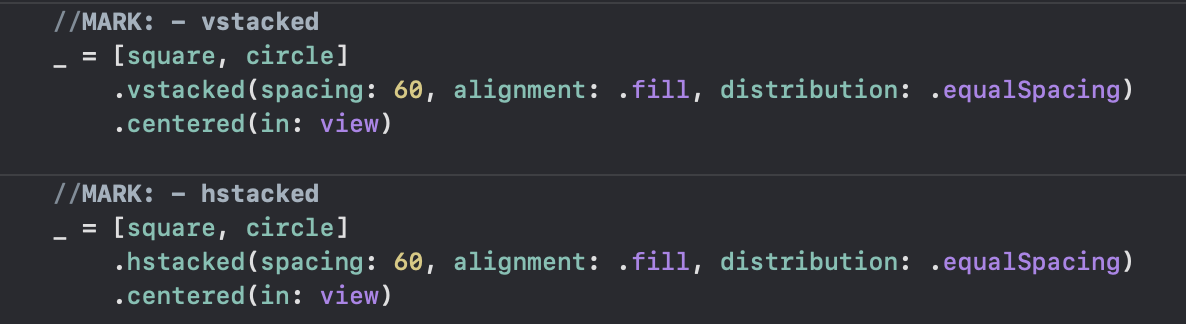 //MARK: - vstacked
_ = [square, circle]
.vstacked(spacing: 60, alignment: .fill, distribution: .equalSpacing)
.centered(in: view)
//MARK: - hstacked
_ = [square, circle]
.hstacked(spacing: 60, alignment: .fill, distribution: .equalSpacing)
.centered(in: view)